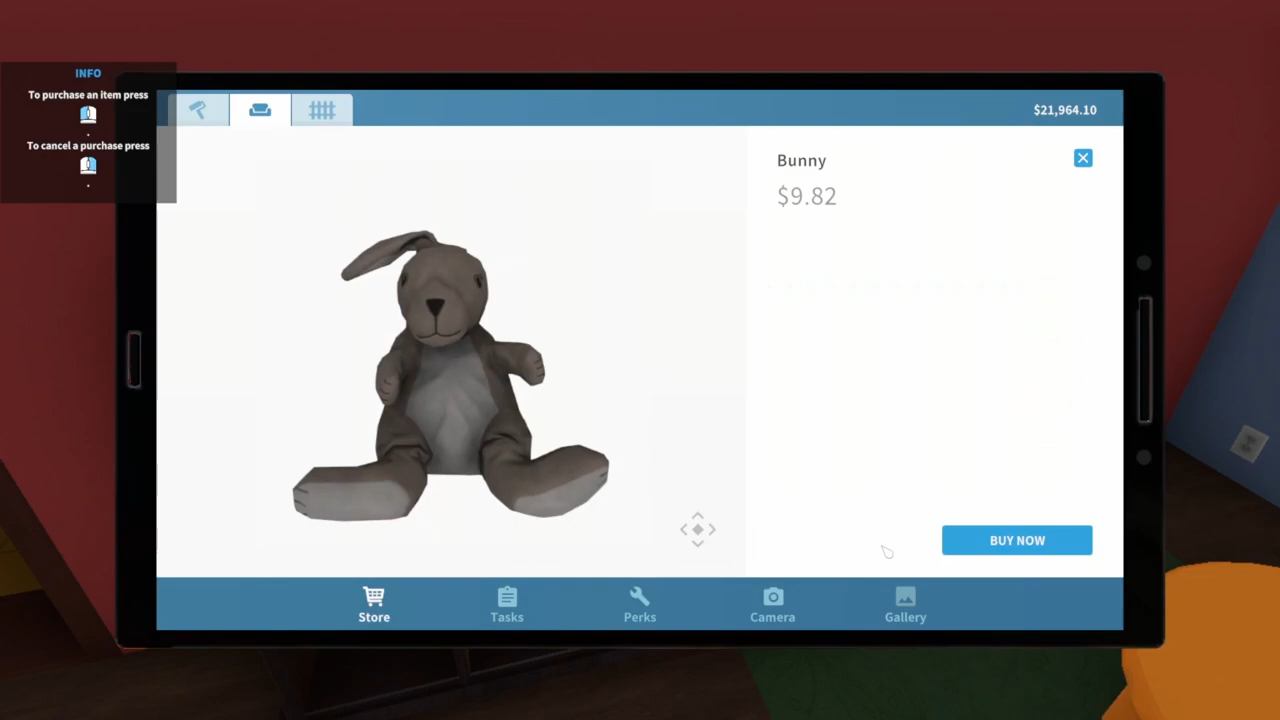 INFO
To purchase an item press
.
To cancel a purchase press
.
$21,964.10
Bunny
$9.82
BUY NOW
Store
Tasks
Perks
Camera
Gallery